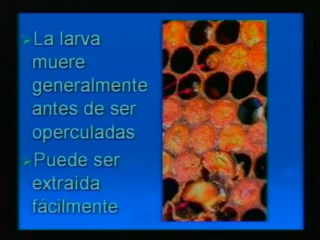 La larva
muere
generalmente
antes de ser
operculadas
Puede ser
extraída
fácilmente